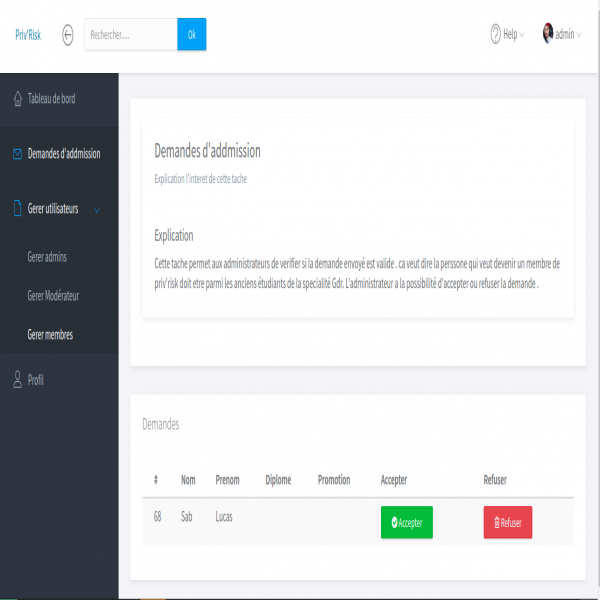 Priv'Risk
Rechercher.....
Ok
Help
admin
Tableau de bord
Demandes d'addmission
Gerer utilisateurs
Gerer admins
Gerer Modérateur
Gerer membres
Profil
Demandes d'addmission
Explication l'interet de cette tache
Explication
Cette tache permet aux administrateurs de verifier si la demande envoyé est valide . ca veut dire la perssone qui veut devenir un membre de
priv'risk doit etre parmi les anciens étudiants de la specialité Gdr. L'administrateur a la possibilité d'accepter ou refuser la demande .
Demandes
# Nom Prenom Diplome Promotion Accepter Refuser
68 Sab Lucas Accepter Refuser